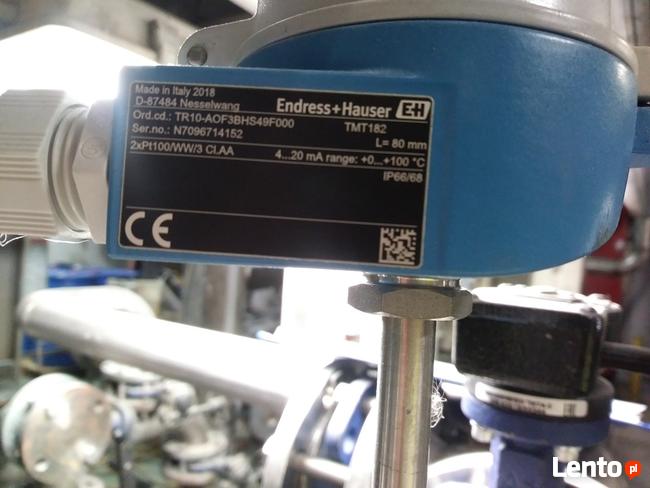 Made in Italy 2018
D-87484 Nesselwang
Endress+Hauser EH
Ord.cd.: TR10-AOF3BHS49F000
TMT182
Ser.no.: N7096714152
L= 80 mm
2xPt100/WW/3 Cl.AA
4...20 mA range: +0...+100 °C
IP66/68
CE
Lento.pl